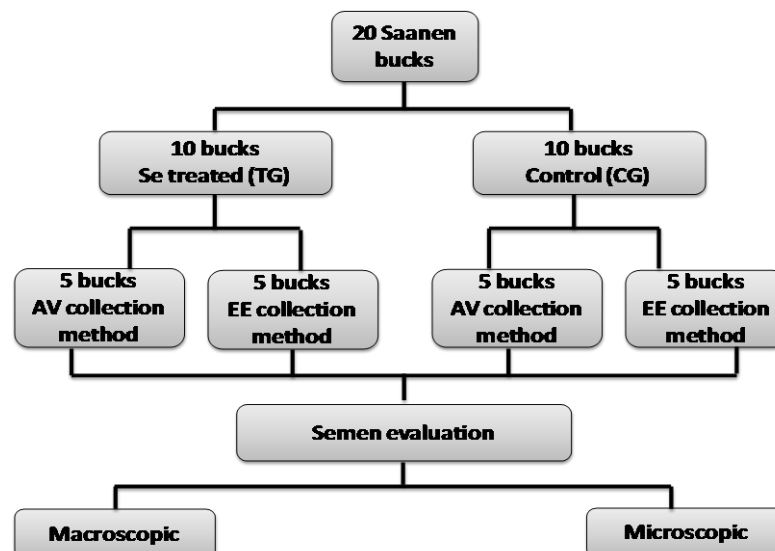 20 Saanen
bucks
10 bucks
Se treated (TG)
10 bucks
Control (CG)
5 bucks
AV collection
method
5 bucks
EE collection
method
5 bucks
AV collection
method
5 bucks
EE collection
method
Semen evaluation
Macroscopic
Microscopic